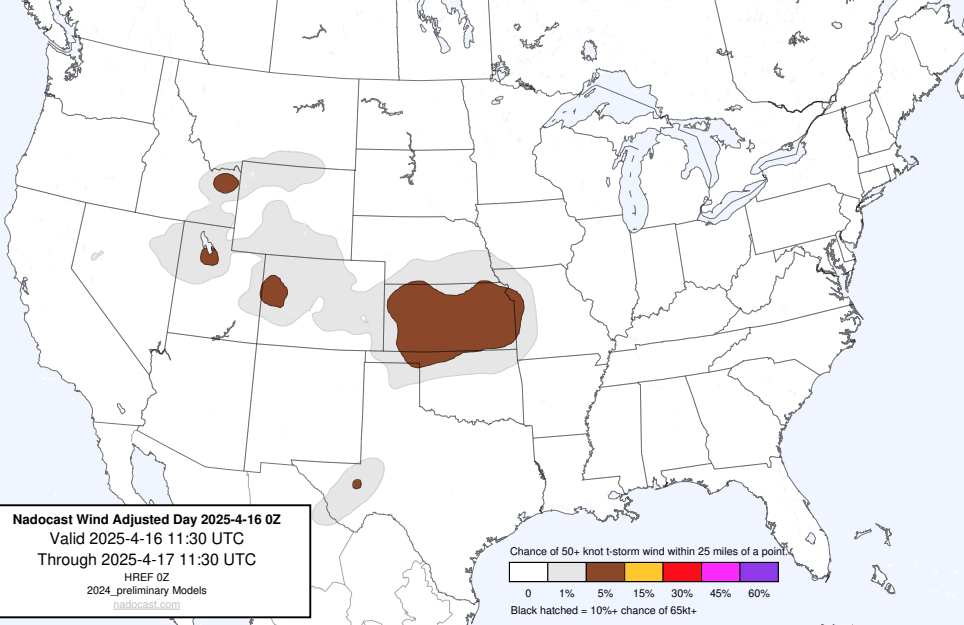 Nadocast Wind Adjusted Day 2025-4-16 0Z
Valid 2025-4-16 11:30 UTC
Through 2025-4-17 11:30 UTC
HREF 0Z
2024_preliminary Models
nadocast.com
Chance of 50+ knot t-storm wind within 25 miles of a point.
0 1% 5% 15% 30% 45% 60%
Black hatched = 10%+ chance of 65kt+